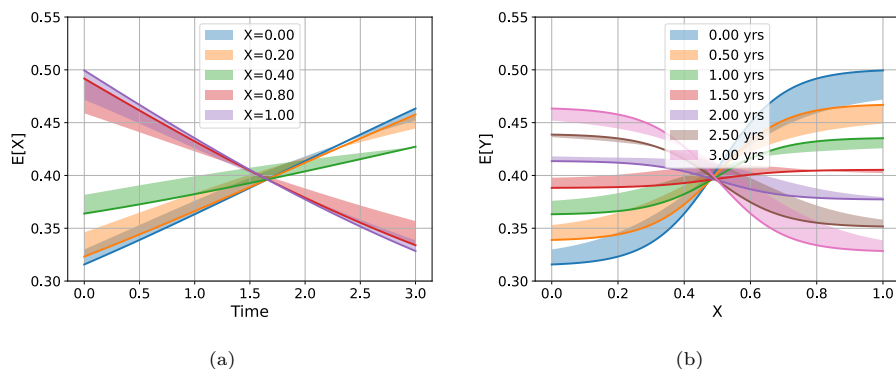 0.55
0.50
0.45
0.40
0.35
0.30
E[X]
X=0.00
X=0.20
X=0.40
X=0.80
X=1.00
0.0 0.5 1.0 1.5 2.0 2.5 3.0
Time
(a)
0.55
0.50
0.45
0.40
0.35
0.30
E[Y]
0.00 yrs
0.50 yrs
1.00 yrs
1.50 yrs
2.00 yrs
2.50 yrs
3.00 yrs
0.0 0.2 0.4 0.6 0.8 1.0
X
(b)